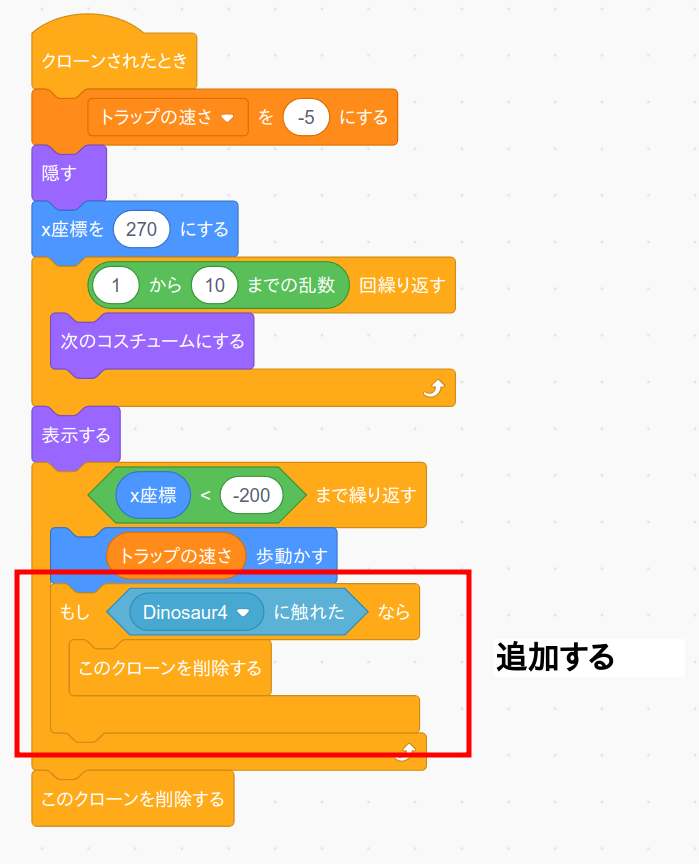 クローンされたとき
トラップの速さ を -5 にする
隠す
x座標を 270 にする
1 から 10 までの乱数 回繰り返す
次のコスチュームにする
表示する
x座標 < -200 まで繰り返す
トラップの速さ 歩動かす
もし Dinosaur4 に触れた なら
このクローンを削除する
追加する
このクローンを削除する